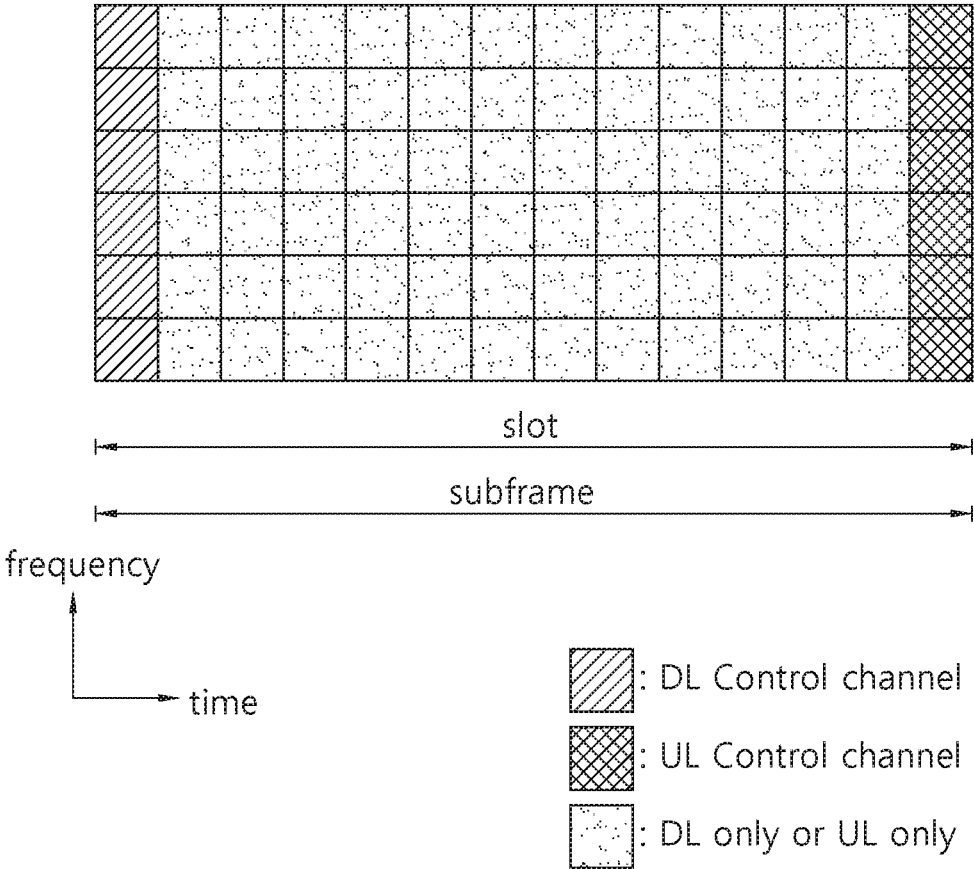 slot
subframe
frequency
time
: DL Control channel
: UL Control channel
: DL only or UL only